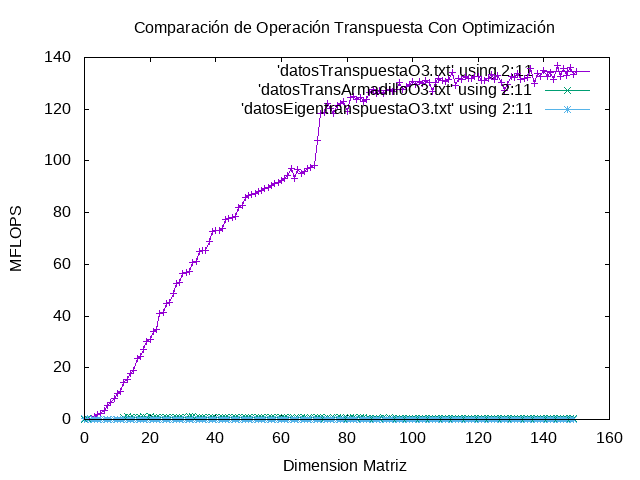 Comparación de Operación Transpuesta Con Optimización
140
120
100
80
60
40
20
0
MFLOPS
'datosTranspuestaO3.txt' using 2:11
'datosTransArmadilloO3.txt' using 2:11
'datosEigentranspuestaO3.txt' using 2:11
0 20 40 60 80 100 120 140 160
Dimension Matriz